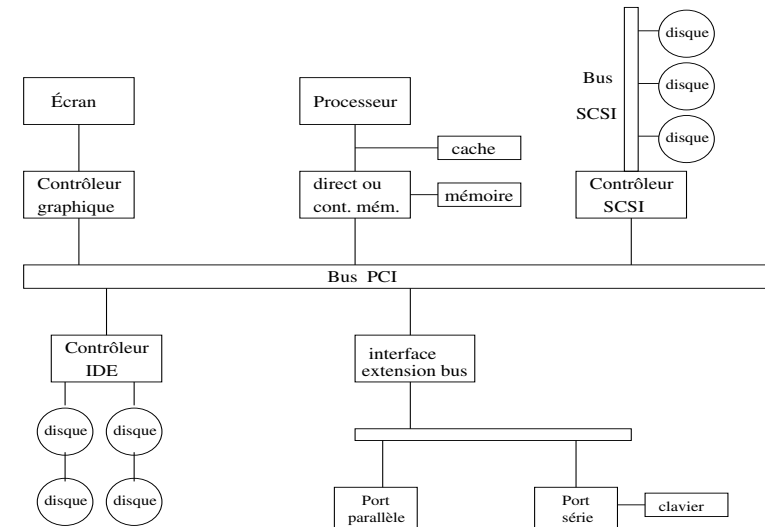 disque
Bus
disque
SCSI
disque
Écran
Processeur
cache
Contrôleur
graphique
direct ou
cont. mém.
mémoire
Contrôleur
SCSI
Bus PCI
Contrôleur
IDE
interface
extension bus
disque
disque
disque
disque
Port
parallèle
Port
série
clavier